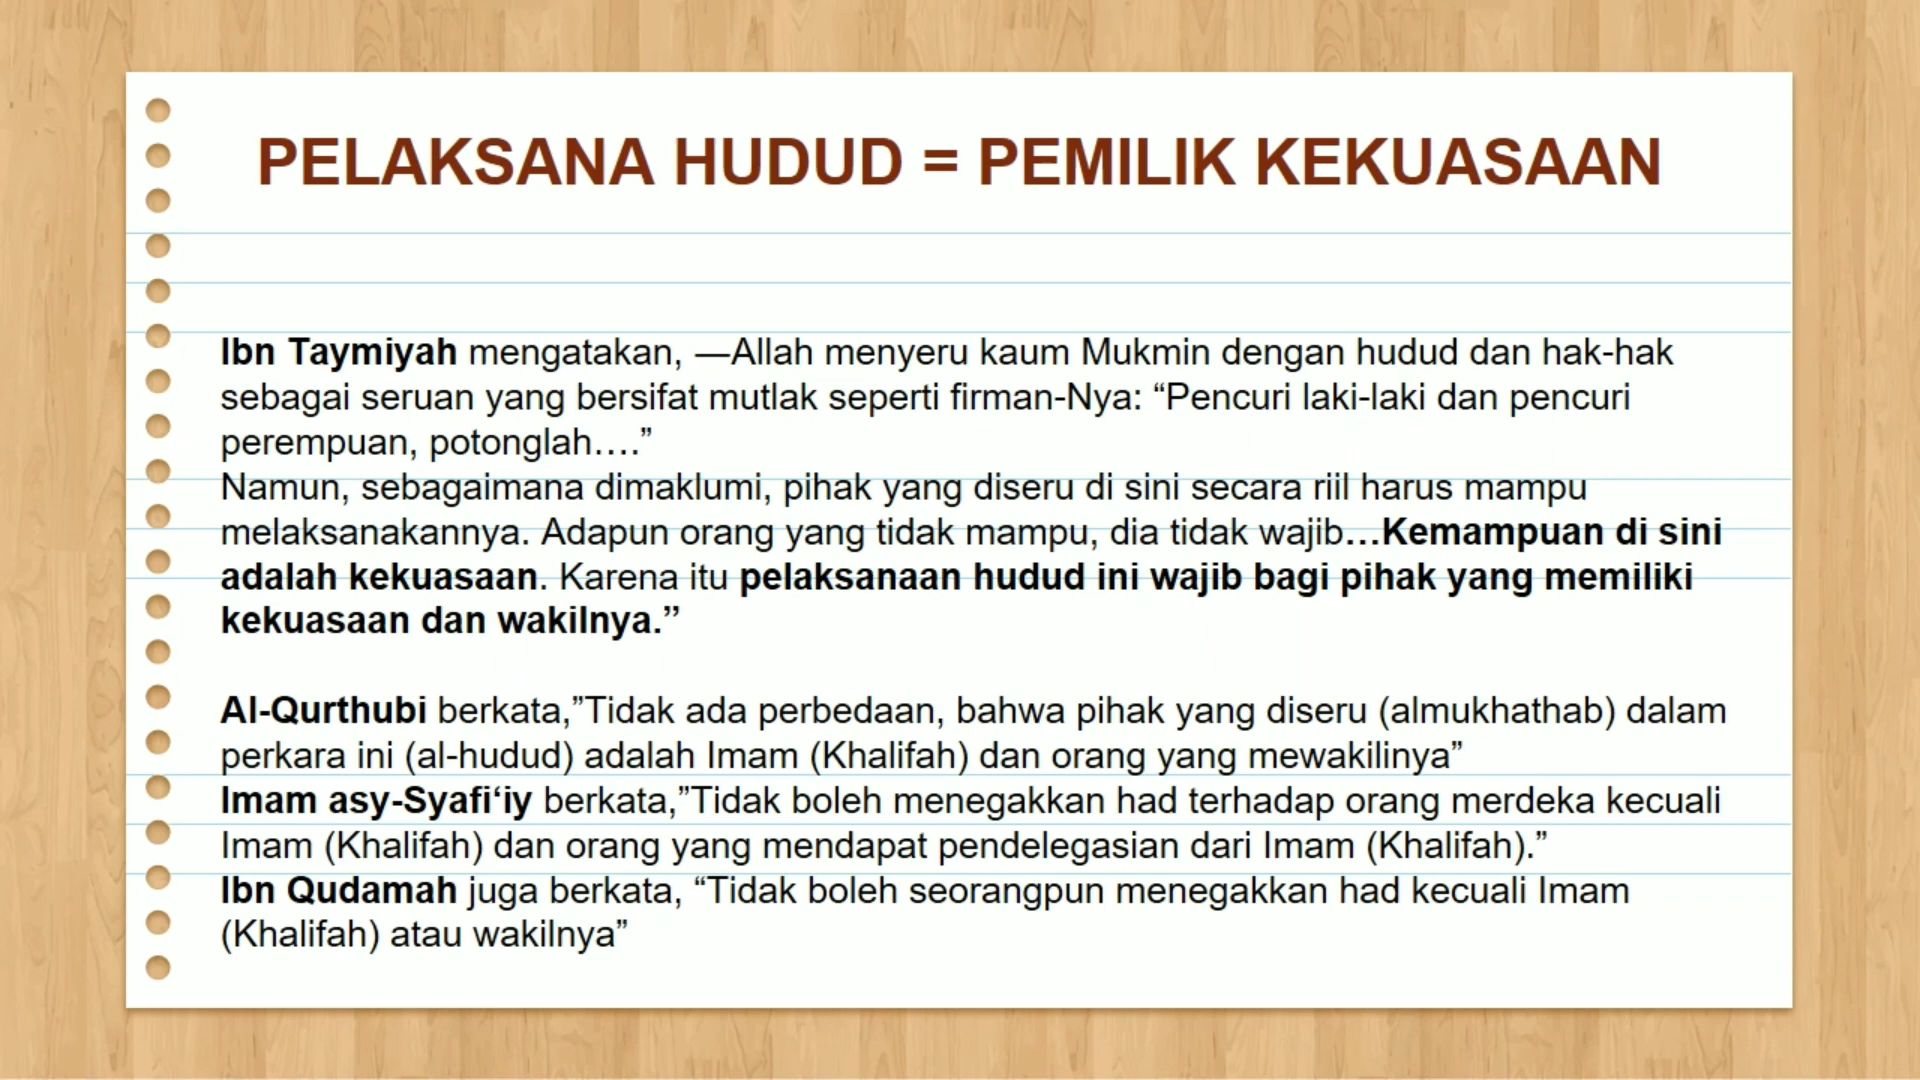 PELAKSANA HUDUD = PEMILIK KEKUASAAN
Ibn Taymiyah mengatakan, —Allah menyeru kaum Mukmin dengan hudud dan hak-hak
sebagai seruan yang bersifat mutlak seperti firman-Nya: “Pencuri laki-laki dan pencuri
perempuan, potonglah….”
Namun, sebagaimana dimaklumi, pihak yang diseru di sini secara riil harus mampu
melaksanakannya. Adapun orang yang tidak mampu, dia tidak wajib…Kemampuan di sini
adalah kekuasaan. Karena itu pelaksanaan hudud ini wajib bagi pihak yang memiliki
kekuasaan dan wakilnya.”
Al-Qurthubi berkata,”Tidak ada perbedaan, bahwa pihak yang diseru (almukhathab) dalam
perkara ini (al-hudud) adalah Imam (Khalifah) dan orang yang mewakilinya”
Imam asy-Syafi‘iy berkata,”Tidak boleh menegakkan had terhadap orang merdeka kecuali
Imam (Khalifah) dan orang yang mendapat pendelegasian dari Imam (Khalifah).”
Ibn Qudamah juga berkata, “Tidak boleh seorangpun menegakkan had kecuali Imam
(Khalifah) atau wakilnya”